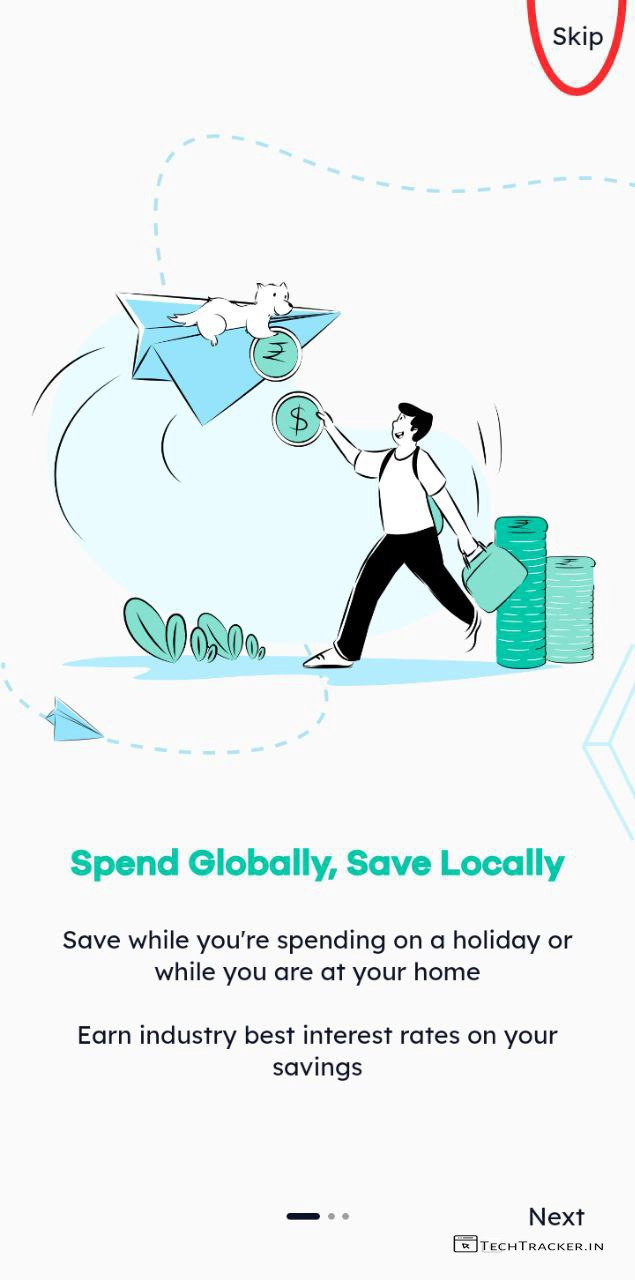 Skip
₹
$
Spend Globally, Save Locally
Save while you're spending on a holiday or
while you are at your home
Earn industry best interest rates on your
savings
Next
TECHTRACKER.IN